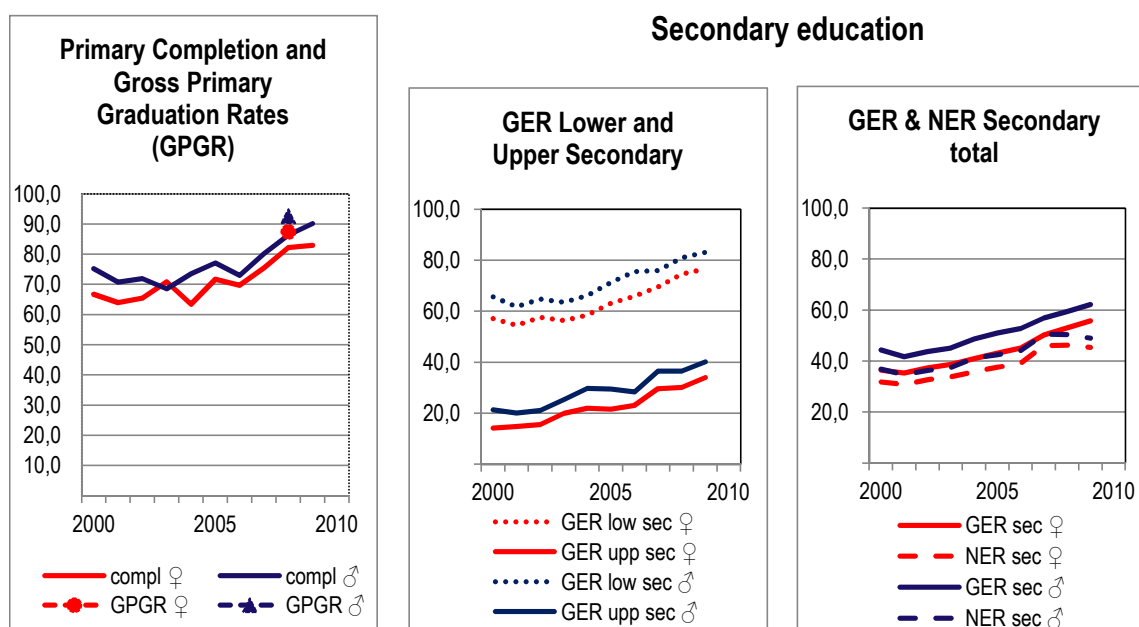 Secondary education
Primary Completion and
Gross Primary
Graduation Rates
(GPGR)
100,0
90,0
80,0
70,0
60,0
50,0
40,0
30,0
20,0
10,0
2000 2005 2010
compl ♀ compl ♂
GPGR ♀ GPGR ♂
GER Lower and
Upper Secondary
100,0
80,0
60,0
40,0
20,0
2000 2005 2010
GER low sec ♀
GER upp sec ♀
GER low sec ♂
GER upp sec ♂
GER & NER Secondary
total
100,0
80,0
60,0
40,0
20,0
2000 2005 2010
GER sec ♀
NER sec ♀
GER sec ♂
NER sec ♂